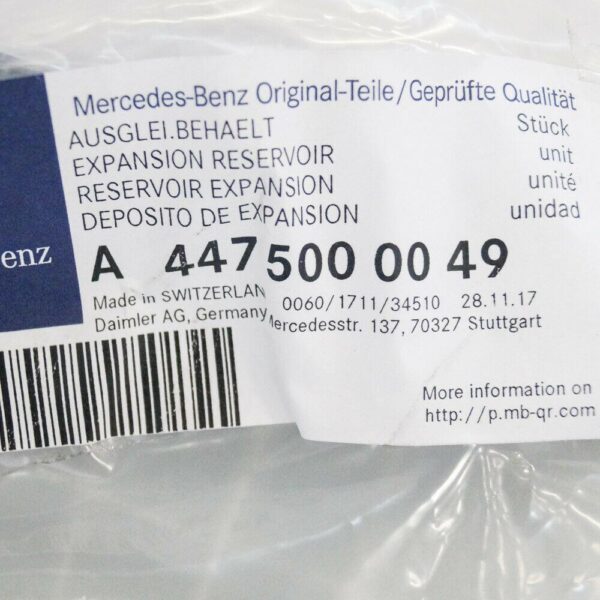 Mercedes-Benz Original-Teile/Geprüfte Qualität
AUSGLEI.BEHAELT Stück
EXPANSION RESERVOIR unit
RESERVOIR EXPANSION unité
DEPOSITO DE EXPANSION unidad
enz
A 447 500 00 49
Made in SWITZERLAN 0060/1711/34510 28.11.17
Daimler AG, Germany Mercedesstr. 137, 70327 Stuttgart
More information on
http://p.mb-qr.com